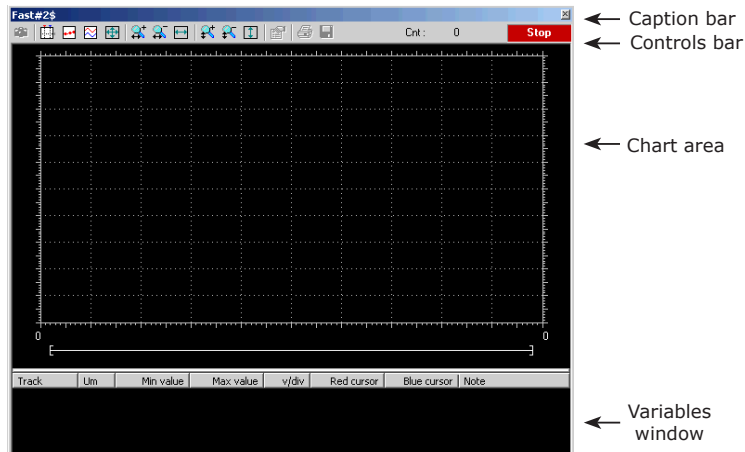 Fast#2$
Caption bar
Cnt: 0 Stop
Controls bar
Chart area
0 0
Track Um Min value Max value v/div Red cursor Blue cursor Note
Variables
window